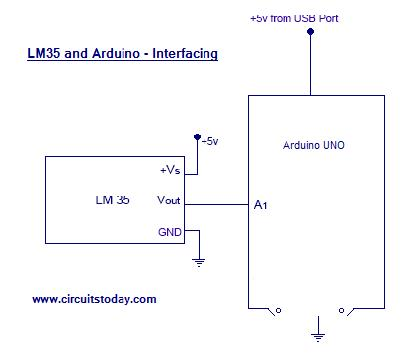 +5v from USB Port
LM35 and Arduino - Interfacing
+5v
Arduino UNO
+Vs
LM 35
Vout
A1
GND
www.circuitstoday.com